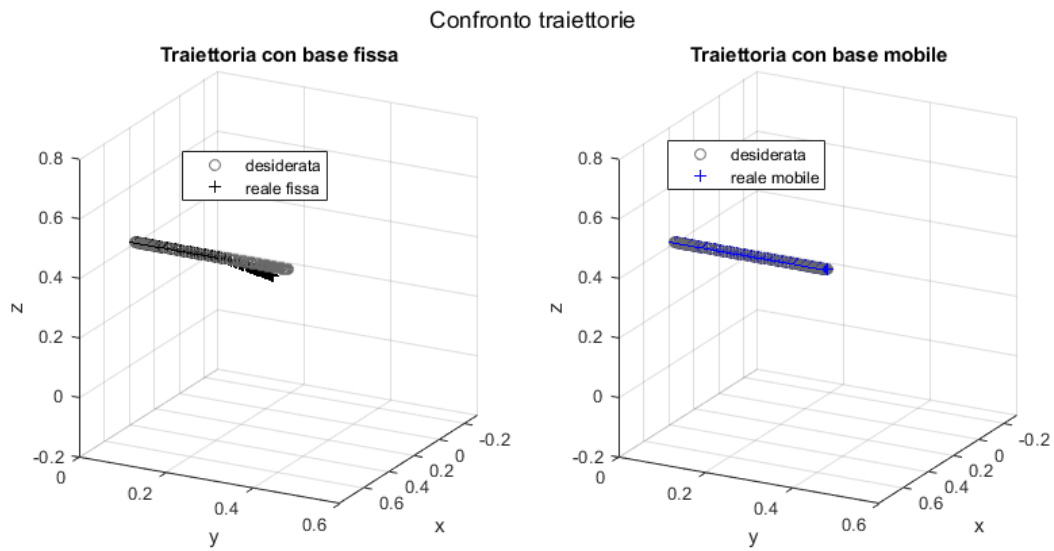 Confronto traiettorie
Traiettoria con base fissa
desiderata
reale fissa
0.8
0.6
0.4
0.2
0
-0.2
z
0
0.2
0.4
0.6
y
-0.2
0
0.2
0.4
0.6
x
Traiettoria con base mobile
desiderata
reale mobile
0.8
0.6
0.4
0.2
0
-0.2
z
0
0.2
0.4
0.6
y
-0.2
0
0.2
0.4
0.6
x